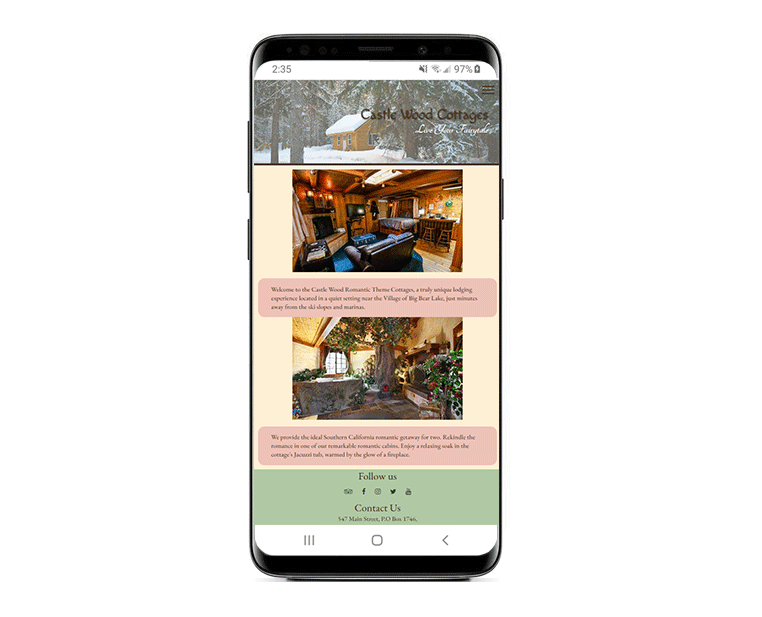 2:35
97%
Castle Wood Cottages
Live Your Fairytale
Welcome to the Castle Wood Romantic Theme Cottages, a truly unique lodging
experience located in a quiet setting near the Village of Big Bear Lake, just minutes
away from the ski slopes and marinas.
We provide the ideal Southern California romantic getaway for two. Rekindle the
romance in one of our remarkable romantic cabins. Enjoy a relaxing soak in the
cottage's Jacuzzi tub, warmed by the glow of a fireplace.
Follow us
Contact Us
547 Main Street, P.O Box 1746,